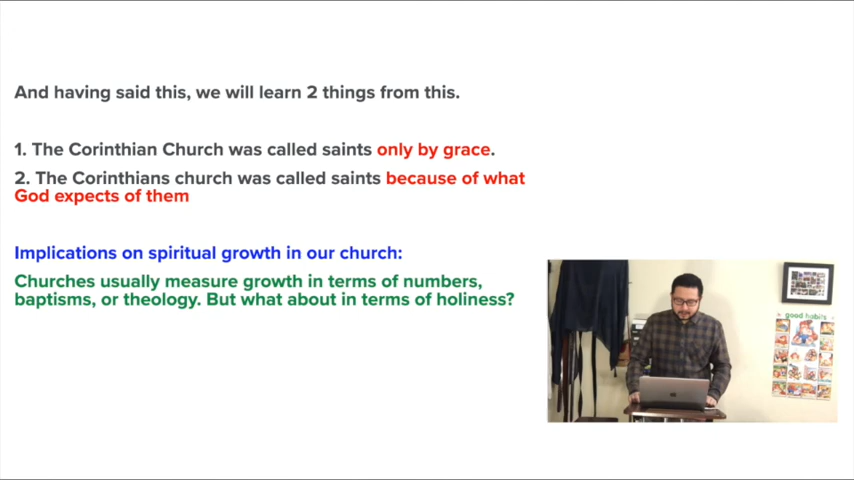 And having said this, we will learn 2 things from this.
1. The Corinthian Church was called saints only by grace.
2. The Corinthians church was called saints because of what
God expects of them
Implications on spiritual growth in our church:
Churches usually measure growth in terms of numbers,
baptisms, or theology. But what about in terms of holiness?
good habits